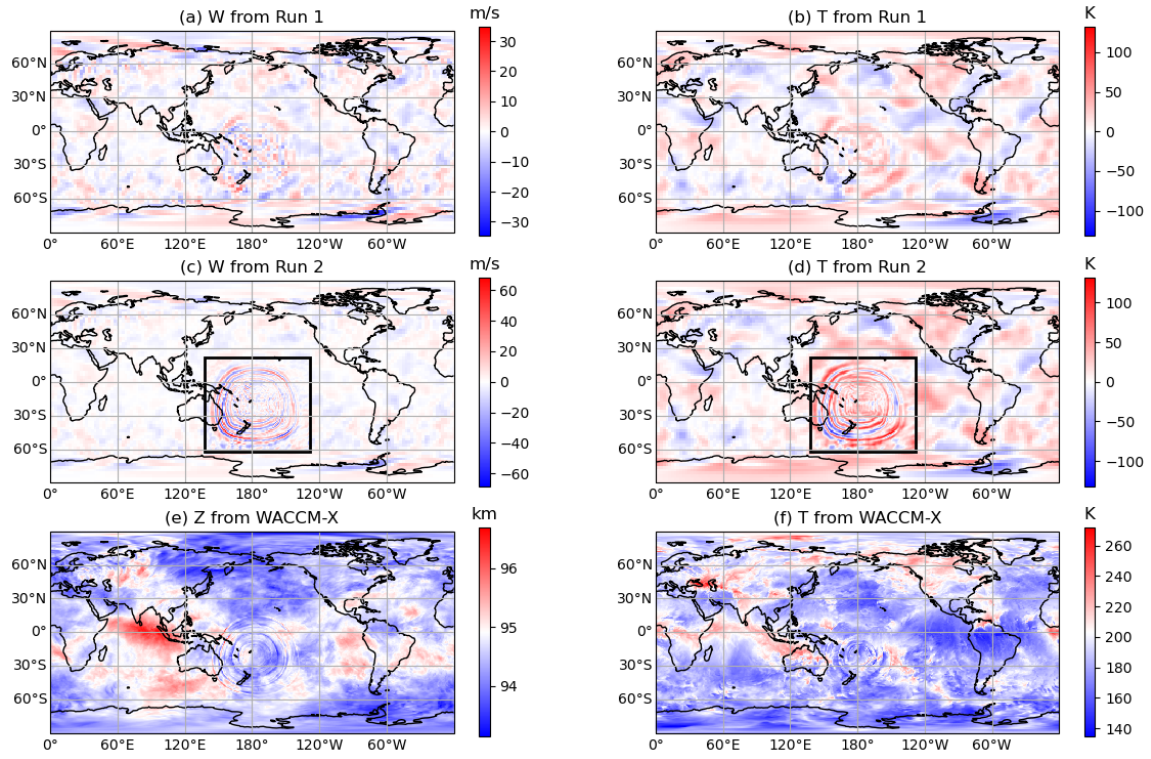 (a) W from Run 1
m/s
60°N
30°N
0°
30°S
60°S
0°
60°E
120°E
180°
120°W
60°W
30
20
10
0
−10
−20
−30
(b) T from Run 1
K
60°N
30°N
0°
30°S
60°S
0°
60°E
120°E
180°
120°W
60°W
100
50
0
−50
−100
(c) W from Run 2
m/s
60°N
30°N
0°
30°S
60°S
0°
60°E
120°E
180°
120°W
60°W
60
40
20
0
−20
−40
−60
(d) T from Run 2
K
60°N
30°N
0°
30°S
60°S
0°
60°E
120°E
180°
120°W
60°W
100
50
0
−50
−100
(e) Z from WACCM-X
km
60°N
30°N
0°
30°S
60°S
0°
60°E
120°E
180°
120°W
60°W
96
95
94
(f) T from WACCM-X
K
60°N
30°N
0°
30°S
60°S
0°
60°E
120°E
180°
120°W
60°W
260
240
220
200
180
160
140